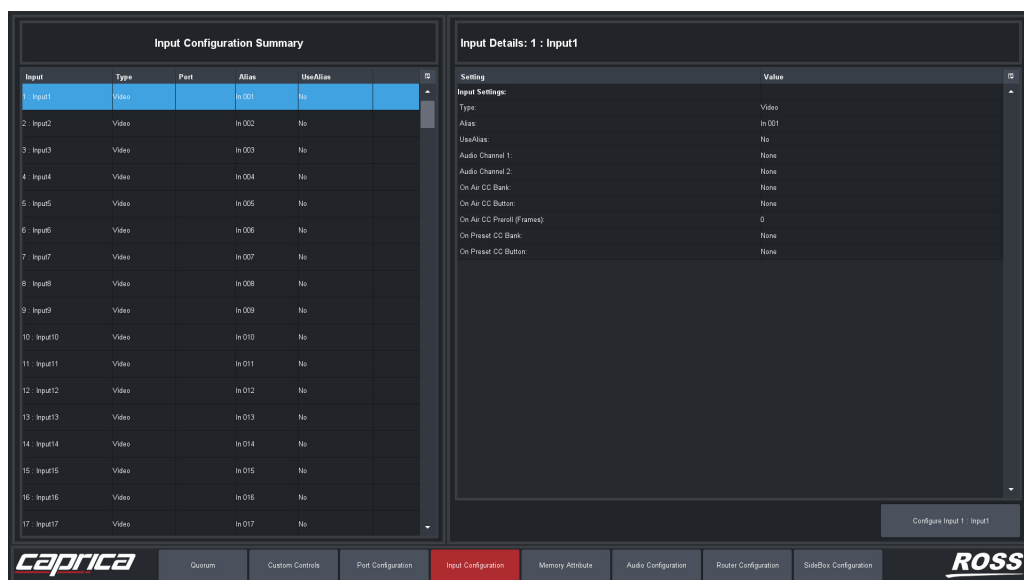 Input Configuration Summary
Input Type Port Alias UseAlias
1 : Input1 Video In 001 No
2 : Input2 Video In 002 No
3 : Input3 Video In 003 No
4 : Input4 Video In 004 No
5 : Input5 Video In 005 No
6 : Input6 Video In 006 No
7 : Input7 Video In 007 No
8 : Input8 Video In 008 No
9 : Input9 Video In 009 No
10 : Input10 Video In 010 No
11 : Input11 Video In 011 No
12 : Input12 Video In 012 No
13 : Input13 Video In 013 No
14 : Input14 Video In 014 No
15 : Input15 Video In 015 No
16 : Input16 Video In 016 No
17 : Input17 Video In 017 No
Input Details: 1 : Input1
Setting Value
Input Settings:
Type: Video
Alias: In 001
UseAlias: No
Audio Channel 1: None
Audio Channel 2: None
On Air CC Bank: None
On Air CC Button: None
On Air CC Preroll (Frames): 0
On Preset CC Bank: None
On Preset CC Button: None
Configure Input 1 : Input1
caprica Quorum Custom Controls Port Configuration Input Configuration Memory Attribute Audio Configuration Router Configuration SideBox Configuration ROSS